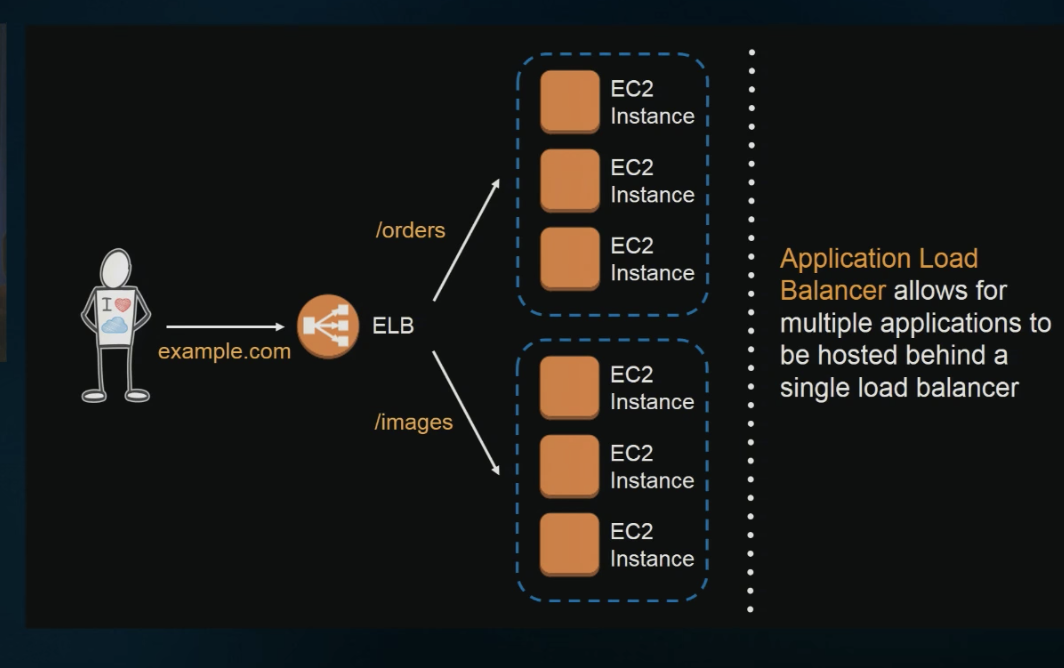 example.com
ELB
/orders
/images
EC2
Instance
EC2
Instance
EC2
Instance
EC2
Instance
EC2
Instance
EC2
Instance
Application Load
Balancer allows for
multiple applications to
be hosted behind a
single load balancer
I